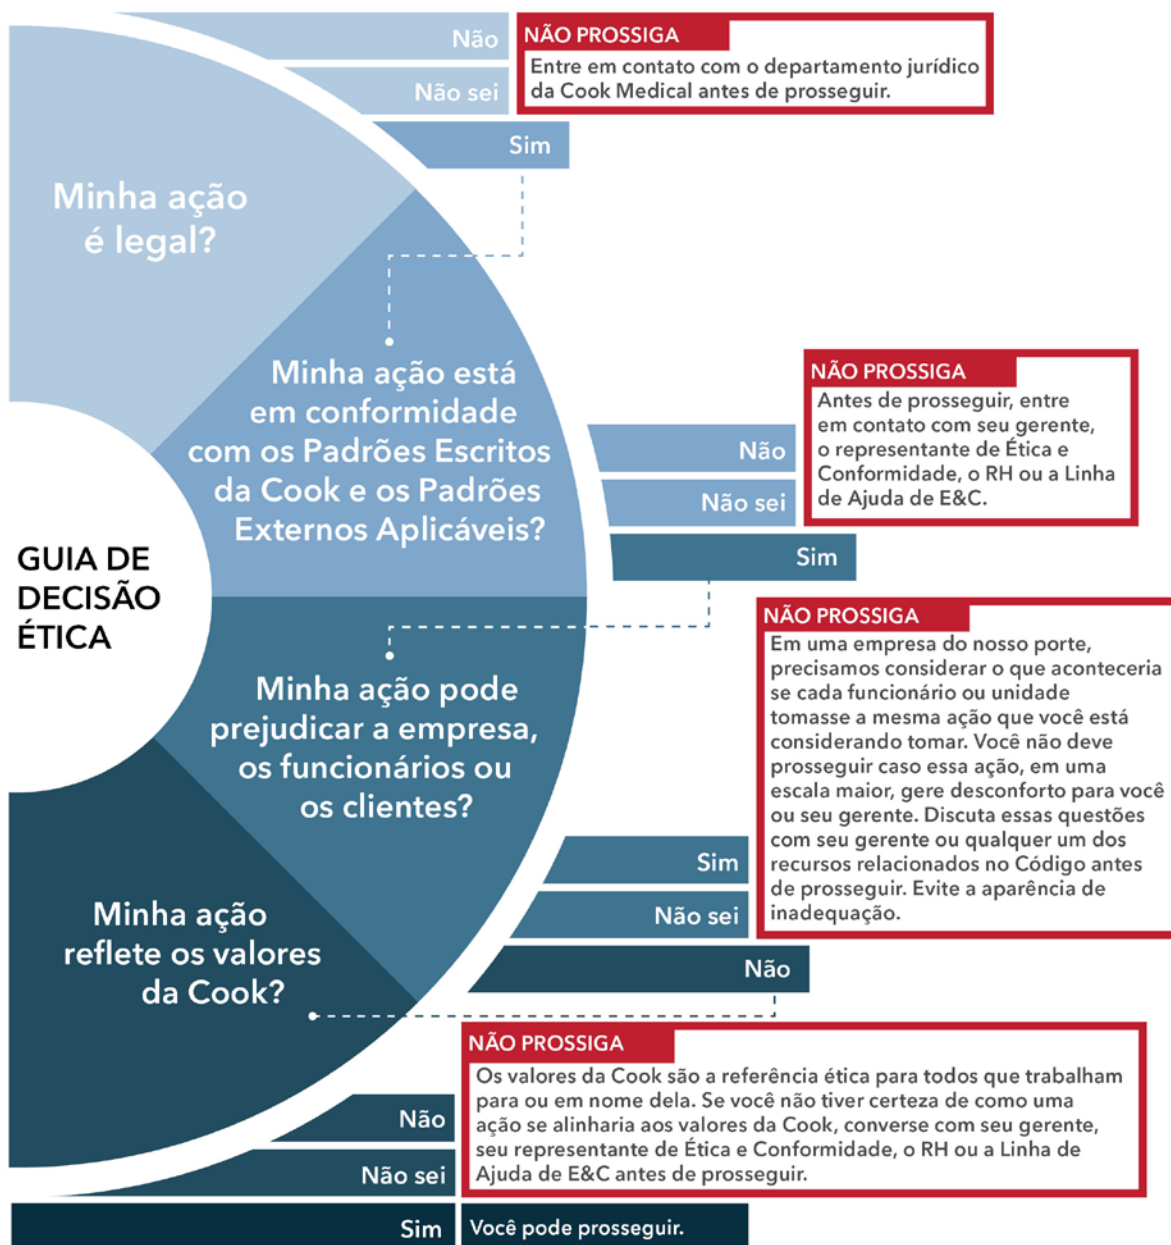 GUIA DE
DECISÃO
ÉTICA
Minha ação
é legal?
Não
Não sei
NÃO PROSSIGA
Entre em contato com o departamento jurídico
da Cook Medical antes de prosseguir.
Sim
Minha ação está
em conformidade
com os Padrões Escritos
da Cook e os Padrões
Externos Aplicáveis?
Não
Não sei
NÃO PROSSIGA
Antes de prosseguir, entre
em contato com seu gerente,
o representante de Ética e
Conformidade, o RH ou a Linha
de Ajuda de E&C.
Sim
Minha ação pode
prejudicar a empresa,
os funcionários ou
os clientes?
Sim
Não sei
NÃO PROSSIGA
Em uma empresa do nosso porte,
precisamos considerar o que aconteceria
se cada funcionário ou unidade
tomasse a mesma ação que você está
considerando tomar. Você não deve
prosseguir caso essa ação, em uma
escala maior, gere desconforto para você
ou seu gerente. Discuta essas questões
com seu gerente ou qualquer um dos
recursos relacionados no Código antes
de prosseguir. Evite a aparência de
inadequação.
Não
Minha ação
reflete os valores
da Cook?
Não
Não sei
NÃO PROSSIGA
Os valores da Cook são a referência ética para todos que trabalham
para ou em nome dela. Se você não tiver certeza de como uma
ação se alinharia aos valores da Cook, converse com seu gerente,
seu representante de Ética e Conformidade, o RH ou a Linha de
Ajuda de E&C antes de prosseguir.
Sim
Você pode prosseguir.